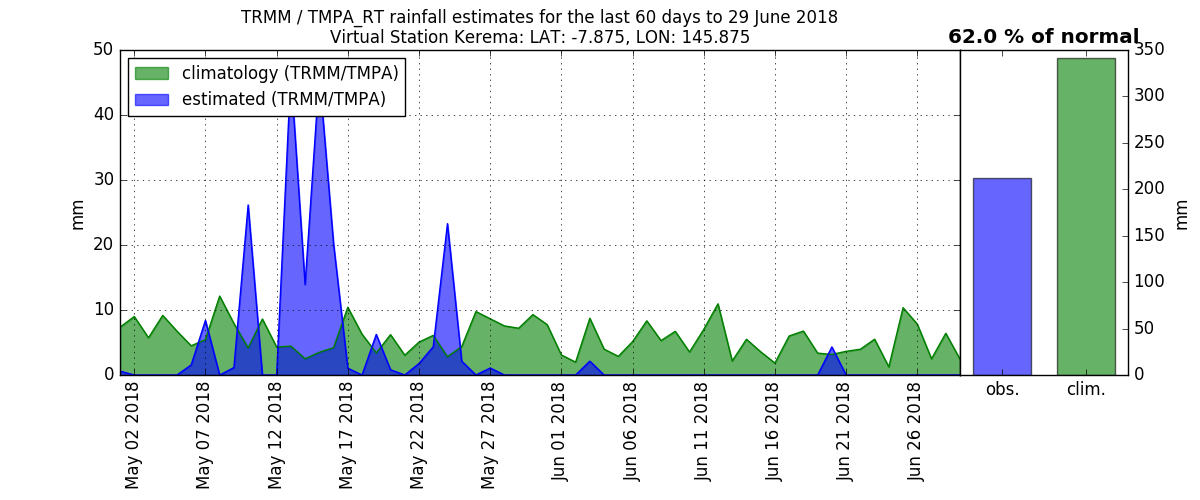 TRMM / TMPA_RT rainfall estimates for the last 60 days to 29 June 2018
Virtual Station Kerema: LAT: -7.875, LON: 145.875
62.0 % of normal
climatology (TRMM/TMPA)
estimated (TRMM/TMPA)
50
40
30
20
10
0
mm
May 02 2018
May 07 2018
May 12 2018
May 17 2018
May 22 2018
May 27 2018
Jun 01 2018
Jun 06 2018
Jun 11 2018
Jun 16 2018
Jun 21 2018
Jun 26 2018
obs.
clim.
350
300
250
200
150
100
50
0
mm